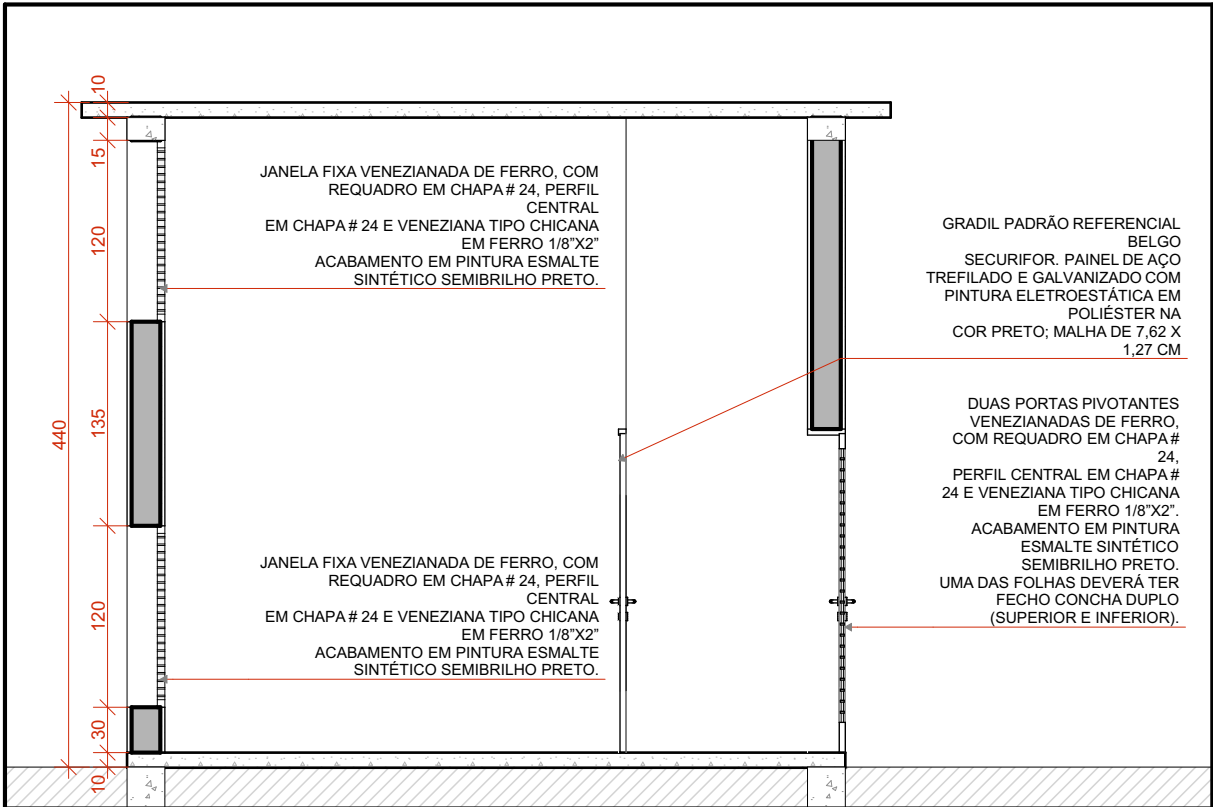 10
15
120
135
440
120
30
10
JANELA FIXA VENEZIANADA DE FERRO, COM
REQUADRO EM CHAPA # 24, PERFIL
CENTRAL
EM CHAPA # 24 E VENEZIANA TIPO CHICANA
EM FERRO 1/8”X2”
ACABAMENTO EM PINTURA ESMALTE
SINTÉTICO SEMIBRILHO PRETO.
JANELA FIXA VENEZIANADA DE FERRO, COM
REQUADRO EM CHAPA # 24, PERFIL
CENTRAL
EM CHAPA # 24 E VENEZIANA TIPO CHICANA
EM FERRO 1/8”X2”
ACABAMENTO EM PINTURA ESMALTE
SINTÉTICO SEMIBRILHO PRETO.
GRADIL PADRÃO REFERENCIAL
BELGO
SECURIFOR. PAINEL DE AÇO
TREFILADO E GALVANIZADO COM
PINTURA ELETROESTÁTICA EM
POLIÉSTER NA
COR PRETO; MALHA DE 7,62 X
1,27 CM
DUAS PORTAS PIVOTANTES
VENEZIANADAS DE FERRO,
COM REQUADRO EM CHAPA #
24,
PERFIL CENTRAL EM CHAPA #
24 E VENEZIANA TIPO CHICANA
EM FERRO 1/8”X2”.
ACABAMENTO EM PINTURA
ESMALTE SINTÉTICO
SEMIBRILHO PRETO.
UMA DAS FOLHAS DEVERÁ TER
FECHO CONCHA DUPLO
(SUPERIOR E INFERIOR).